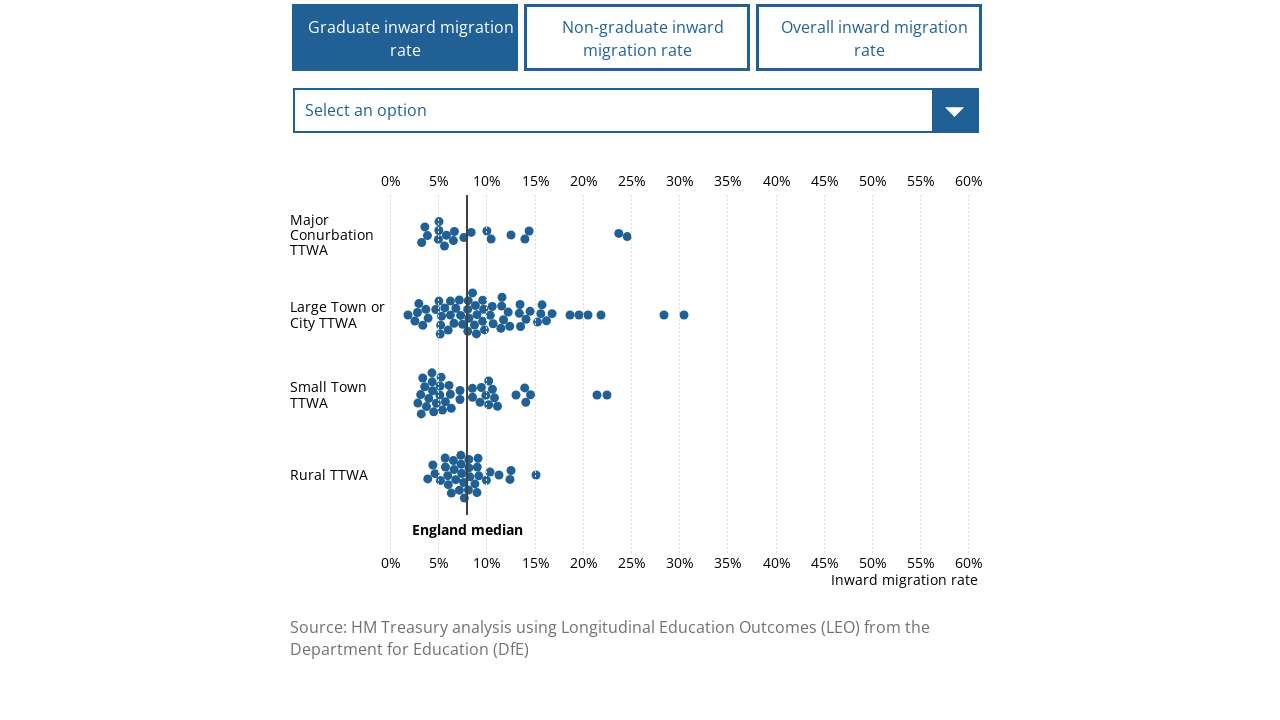 Graduate inward migration
rate
Non-graduate inward
migration rate
Overall inward migration
rate
Select an option
0% 5% 10% 15% 20% 25% 30% 35% 40% 45% 50% 55% 60%
Major
Conurbation
TTWA
Large Town or
City TTWA
Small Town
TTWA
Rural TTWA
England median
0% 5% 10% 15% 20% 25% 30% 35% 40% 45% 50% 55% 60%
Inward migration rate
Source: HM Treasury analysis using Longitudinal Education Outcomes (LEO) from the
Department for Education (DfE)